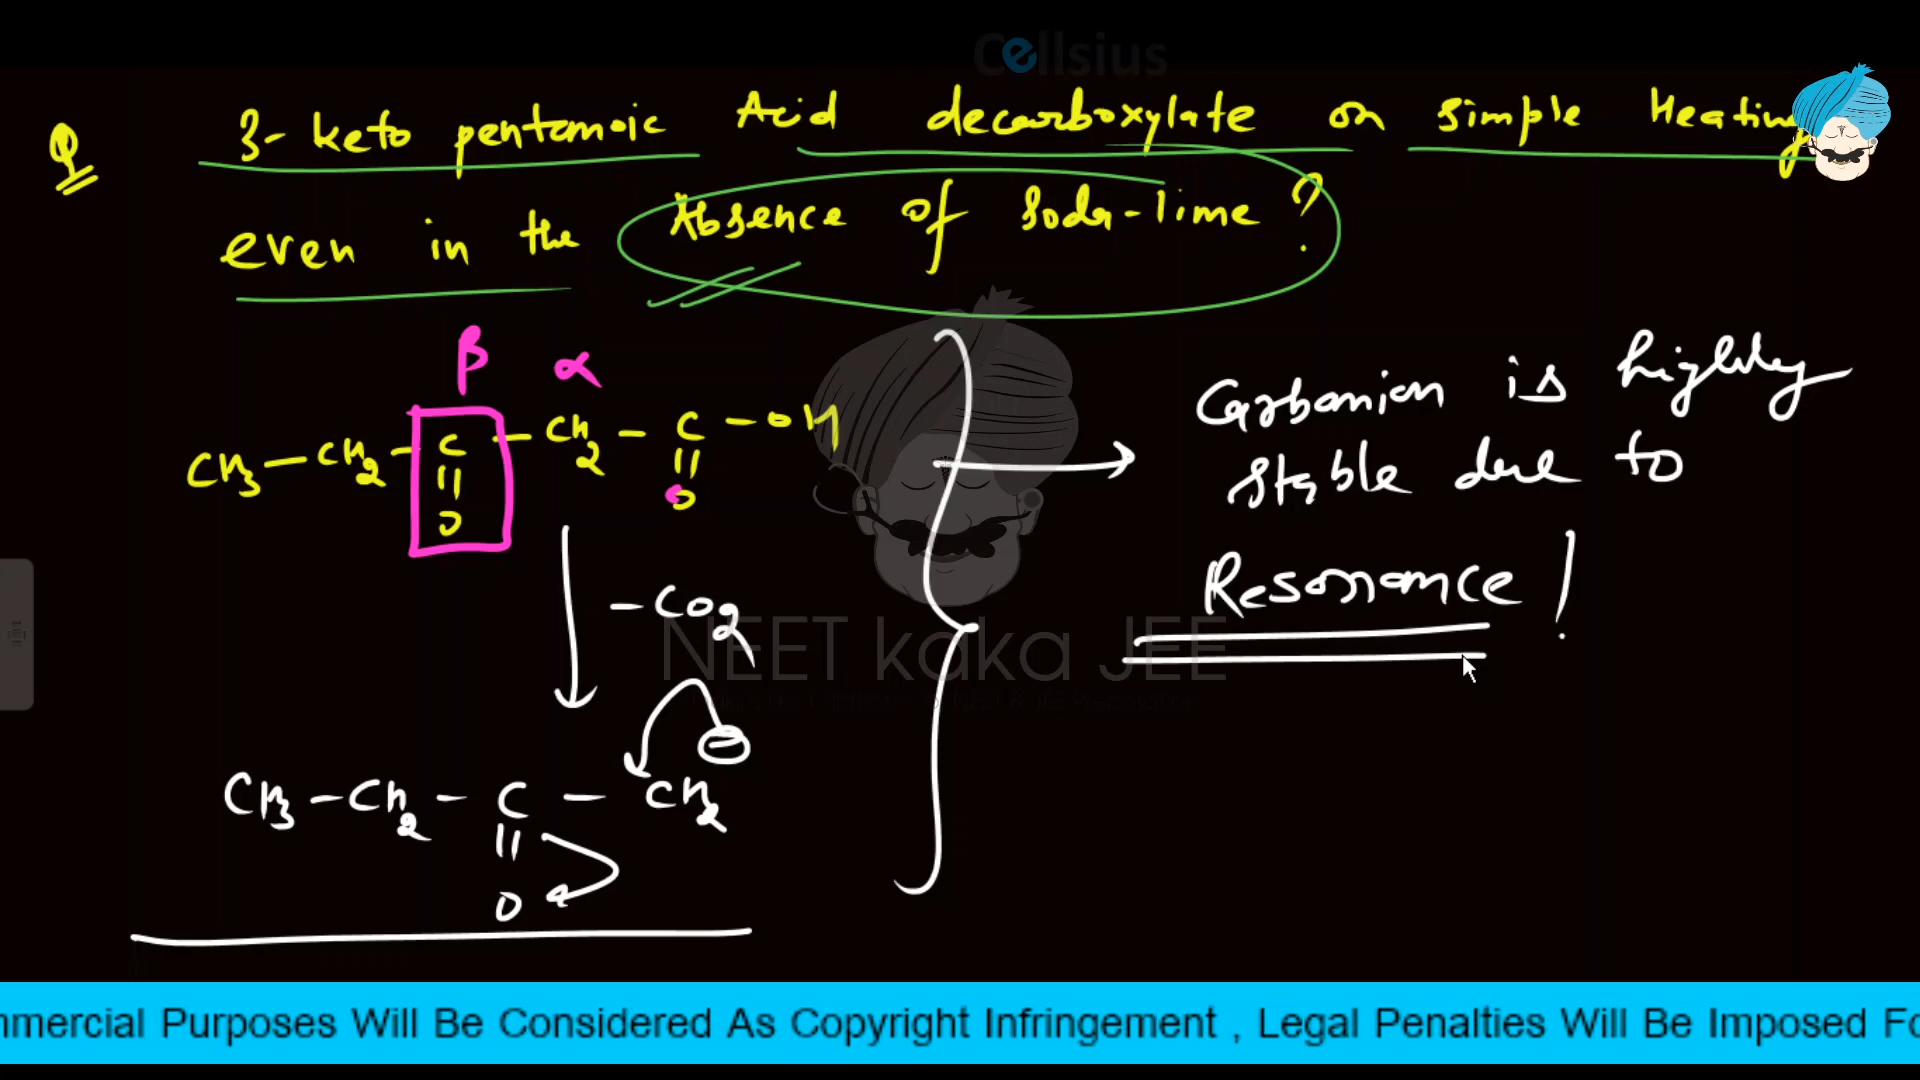 Cellsius
Q 3-keto pentanoic Acid decarboxylate on simple Heating
even in the Absence of Soda-lime ?
β α
CH3—CH2-C-CH2-C-OH
O O
-CO2
CH3-CH2-C-CH2
O
Carbanion is highly
stable due to
Resonance !
NEET kaka JEE
mmercial Purposes Will Be Considered As Copyright Infringement , Legal Penalties Will Be Imposed Fo